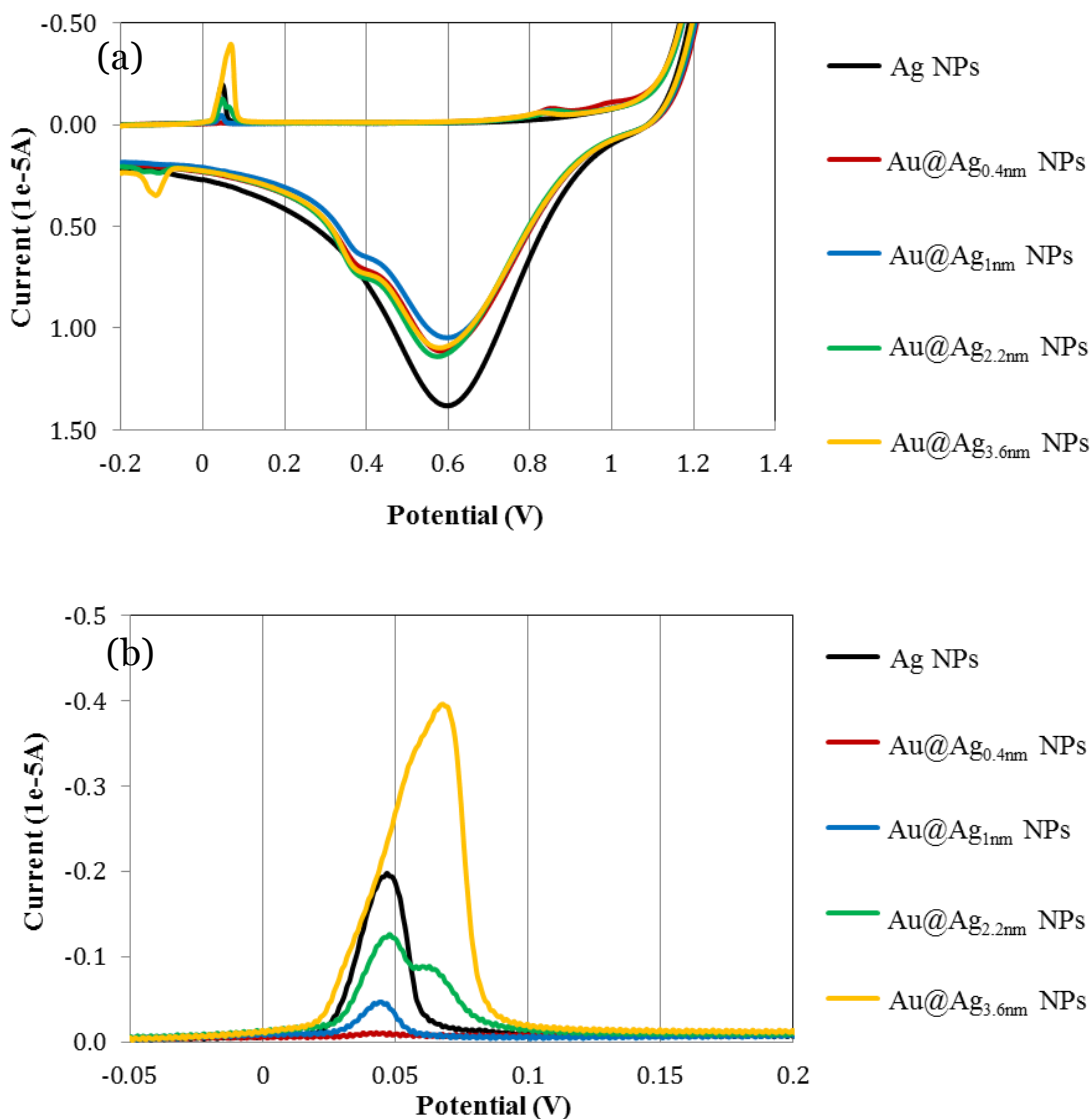 (a)
-0.50
0.00
0.50
1.00
1.50
Current (1e-5A)
-0.2 0 0.2 0.4 0.6 0.8 1 1.2 1.4
Potential (V)
Ag NPs
Au@Ag0.4nm NPs
Au@Ag1nm NPs
Au@Ag2.2nm NPs
Au@Ag3.6nm NPs
(b)
-0.5
-0.4
-0.3
-0.2
-0.1
0.0
Current (1e-5A)
-0.05 0 0.05 0.1 0.15 0.2
Potential (V)
Ag NPs
Au@Ag0.4nm NPs
Au@Ag1nm NPs
Au@Ag2.2nm NPs
Au@Ag3.6nm NPs